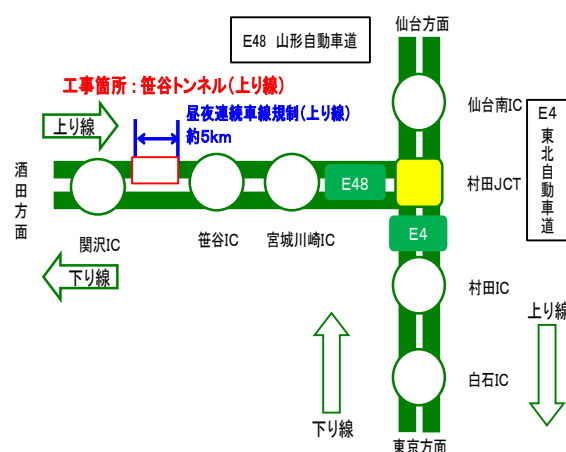 仙台方面
E48 山形自動車道
工事箇所：笹谷トンネル（上り線）
昼夜連続車線規制（上り線）
約5km
上り線
仙台南IC
E4
東北自動車道
酒田方面
E48
村田JCT
関沢IC
笹谷IC
宮城川崎IC
E4
下り線
村田IC
上り線
白石IC
下り線
東京方面